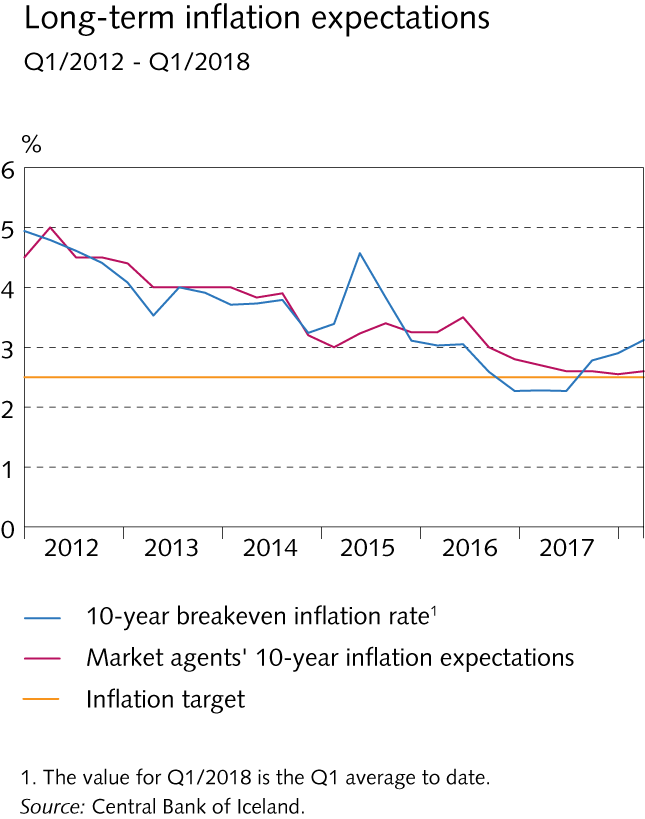 Long-term inflation expectations
Q1/2012 - Q1/2018
%
6
5
4
3
2
1
0
2012 2013 2014 2015 2016 2017
10-year breakeven inflation rate¹
Market agents' 10-year inflation expectations
Inflation target
1. The value for Q1/2018 is the Q1 average to date.
Source: Central Bank of Iceland.